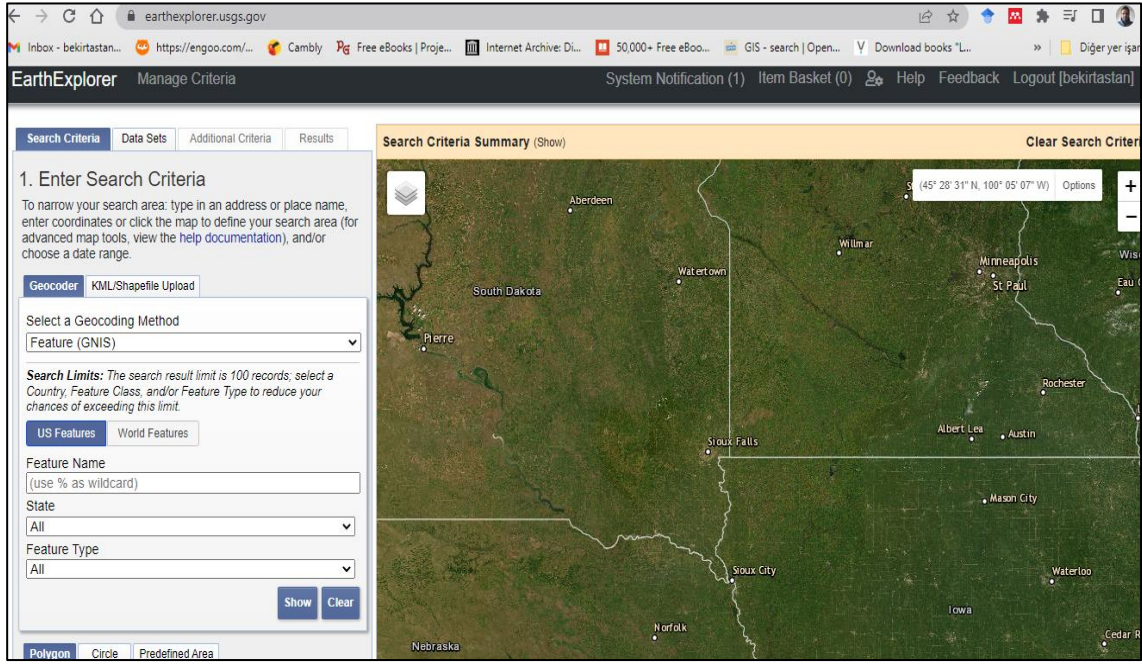 earthexplorer.usgs.gov
Inbox - bekirtastan... https://engoo.com/... Cambly Free eBooks | Proje... Internet Archive: Di... 50,000+ Free eBoo... GIS - search | Open... Download books "L... » Diğer yer işar
EarthExplorer Manage Criteria System Notification (1) Item Basket (0) Help Feedback Logout [bekirtastan]
Search Criteria Data Sets Additional Criteria Results
Search Criteria Summary (Show) Clear Search Criteri
1. Enter Search Criteria
To narrow your search area: type in an address or place name,
enter coordinates or click the map to define your search area (for
advanced map tools, view the help documentation), and/or
choose a date range.
Geocoder KML/Shapefile Upload
Select a Geocoding Method
Feature (GNIS)
Search Limits: The search result limit is 100 records; select a
Country, Feature Class, and/or Feature Type to reduce your
chances of exceeding this limit.
US Features World Features
Feature Name
(use % as wildcard)
State
All
Feature Type
All
Show Clear
Polygon Circle Predefined Area
(45° 28' 31" N, 100° 05' 07" W) Options
+
−
Aberdeen
Willmar
Minneapolis
Wis
Watertown
St Paul
Eau
South Dakota
Pierre
Rochester
Albert Lea
Austin
Sioux Falls
Mason City
Sioux City
Waterloo
Iowa
Norfolk
Cedar R
Nebraska